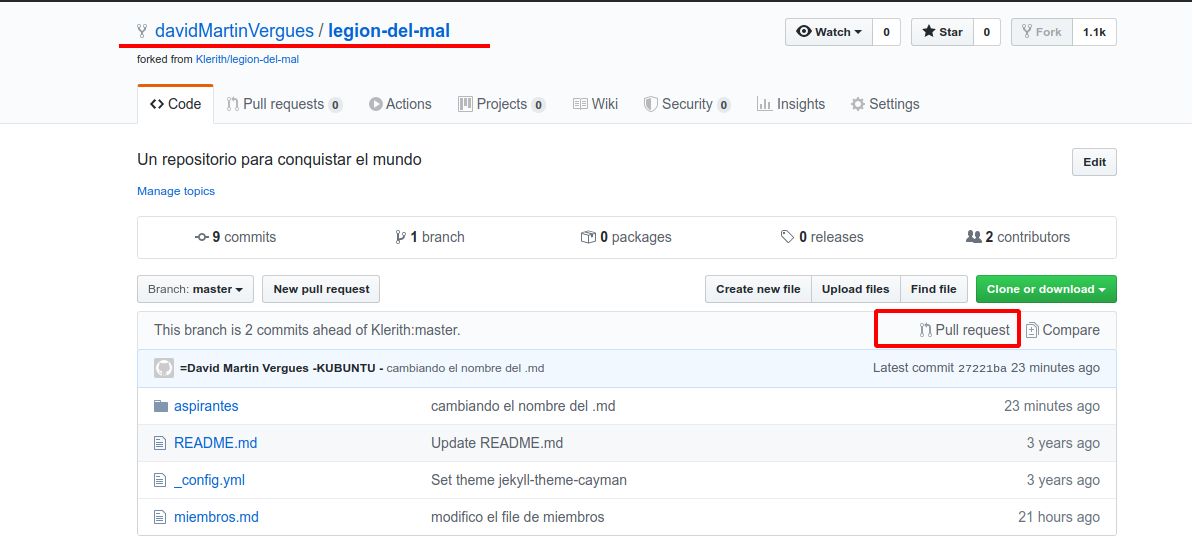 davidMartinVergues / legion-del-mal Watch 0 Star 0 Fork 1.1k
forked from Klerith/legion-del-mal
Code Pull requests 0 Actions Projects 0 Wiki Security 0 Insights Settings
Un repositorio para conquistar el mundo Edit
Manage topics
9 commits 1 branch 0 packages 0 releases 2 contributors
Branch: master New pull request Create new file Upload files Find file Clone or download
This branch is 2 commits ahead of Klerith:master. Pull request Compare
=David Martin Vergues -KUBUNTU - cambiando el nombre del .md Latest commit 27221ba 23 minutes ago
aspirantes cambiando el nombre del .md 23 minutes ago
README.md Update README.md 3 years ago
_config.yml Set theme jekyll-theme-cayman 3 years ago
miembros.md modifico el file de miembros 21 hours ago